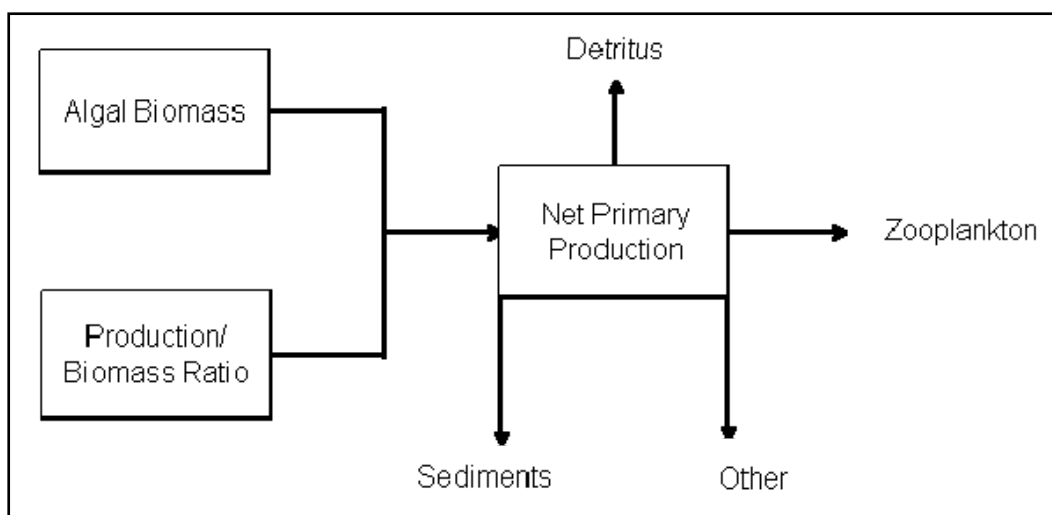 Detritus
Algal Biomass
Net Primary
Production
Zooplankton
Production/
Biomass Ratio
Sediments
Other